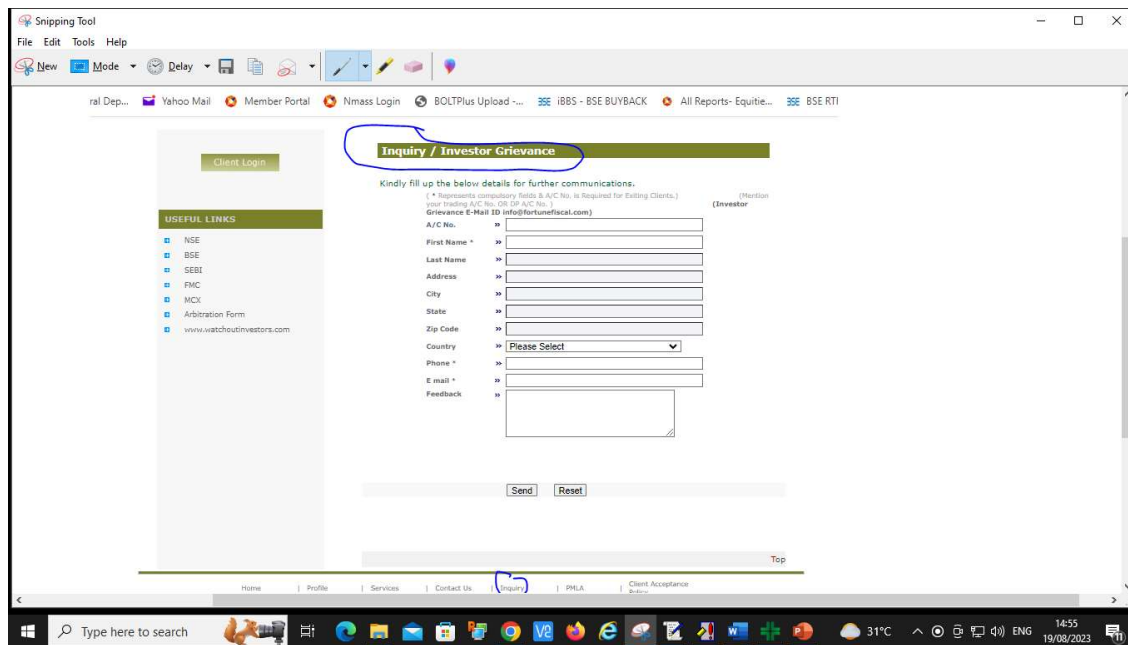 Snipping Tool
File Edit Tools Help
New Mode Delay
ral Dep... Yahoo Mail Member Portal Nmass Login BOLTPlus Upload -... iBBS - BSE BUYBACK All Reports- Equitie... BSE RTI
Client Login
Inquiry / Investor Grievance
Kindly fill up the below details for further communications.
( * Represents compulsory fields & A/C No. is Required for Exiting Clients.) (Mention
your trading A/C No. OR DP A/C No. ) (Investor
Grievance E-Mail ID info@fortunefiscal.com)
USEFUL LINKS
NSE
BSE
SEBI
FMC
MCX
Arbitration Form
www.watchoutinvestors.com
A/C No. »
First Name * »
Last Name »
Address »
City »
State »
Zip Code »
Country » Please Select
Phone * »
E mail * »
Feedback »
Send Reset
Top
Home | Profile | Services | Contact Us | Inquiry | PMLA | Client Acceptance
Policy
Type here to search
31°C ENG 14:55
19/08/2023